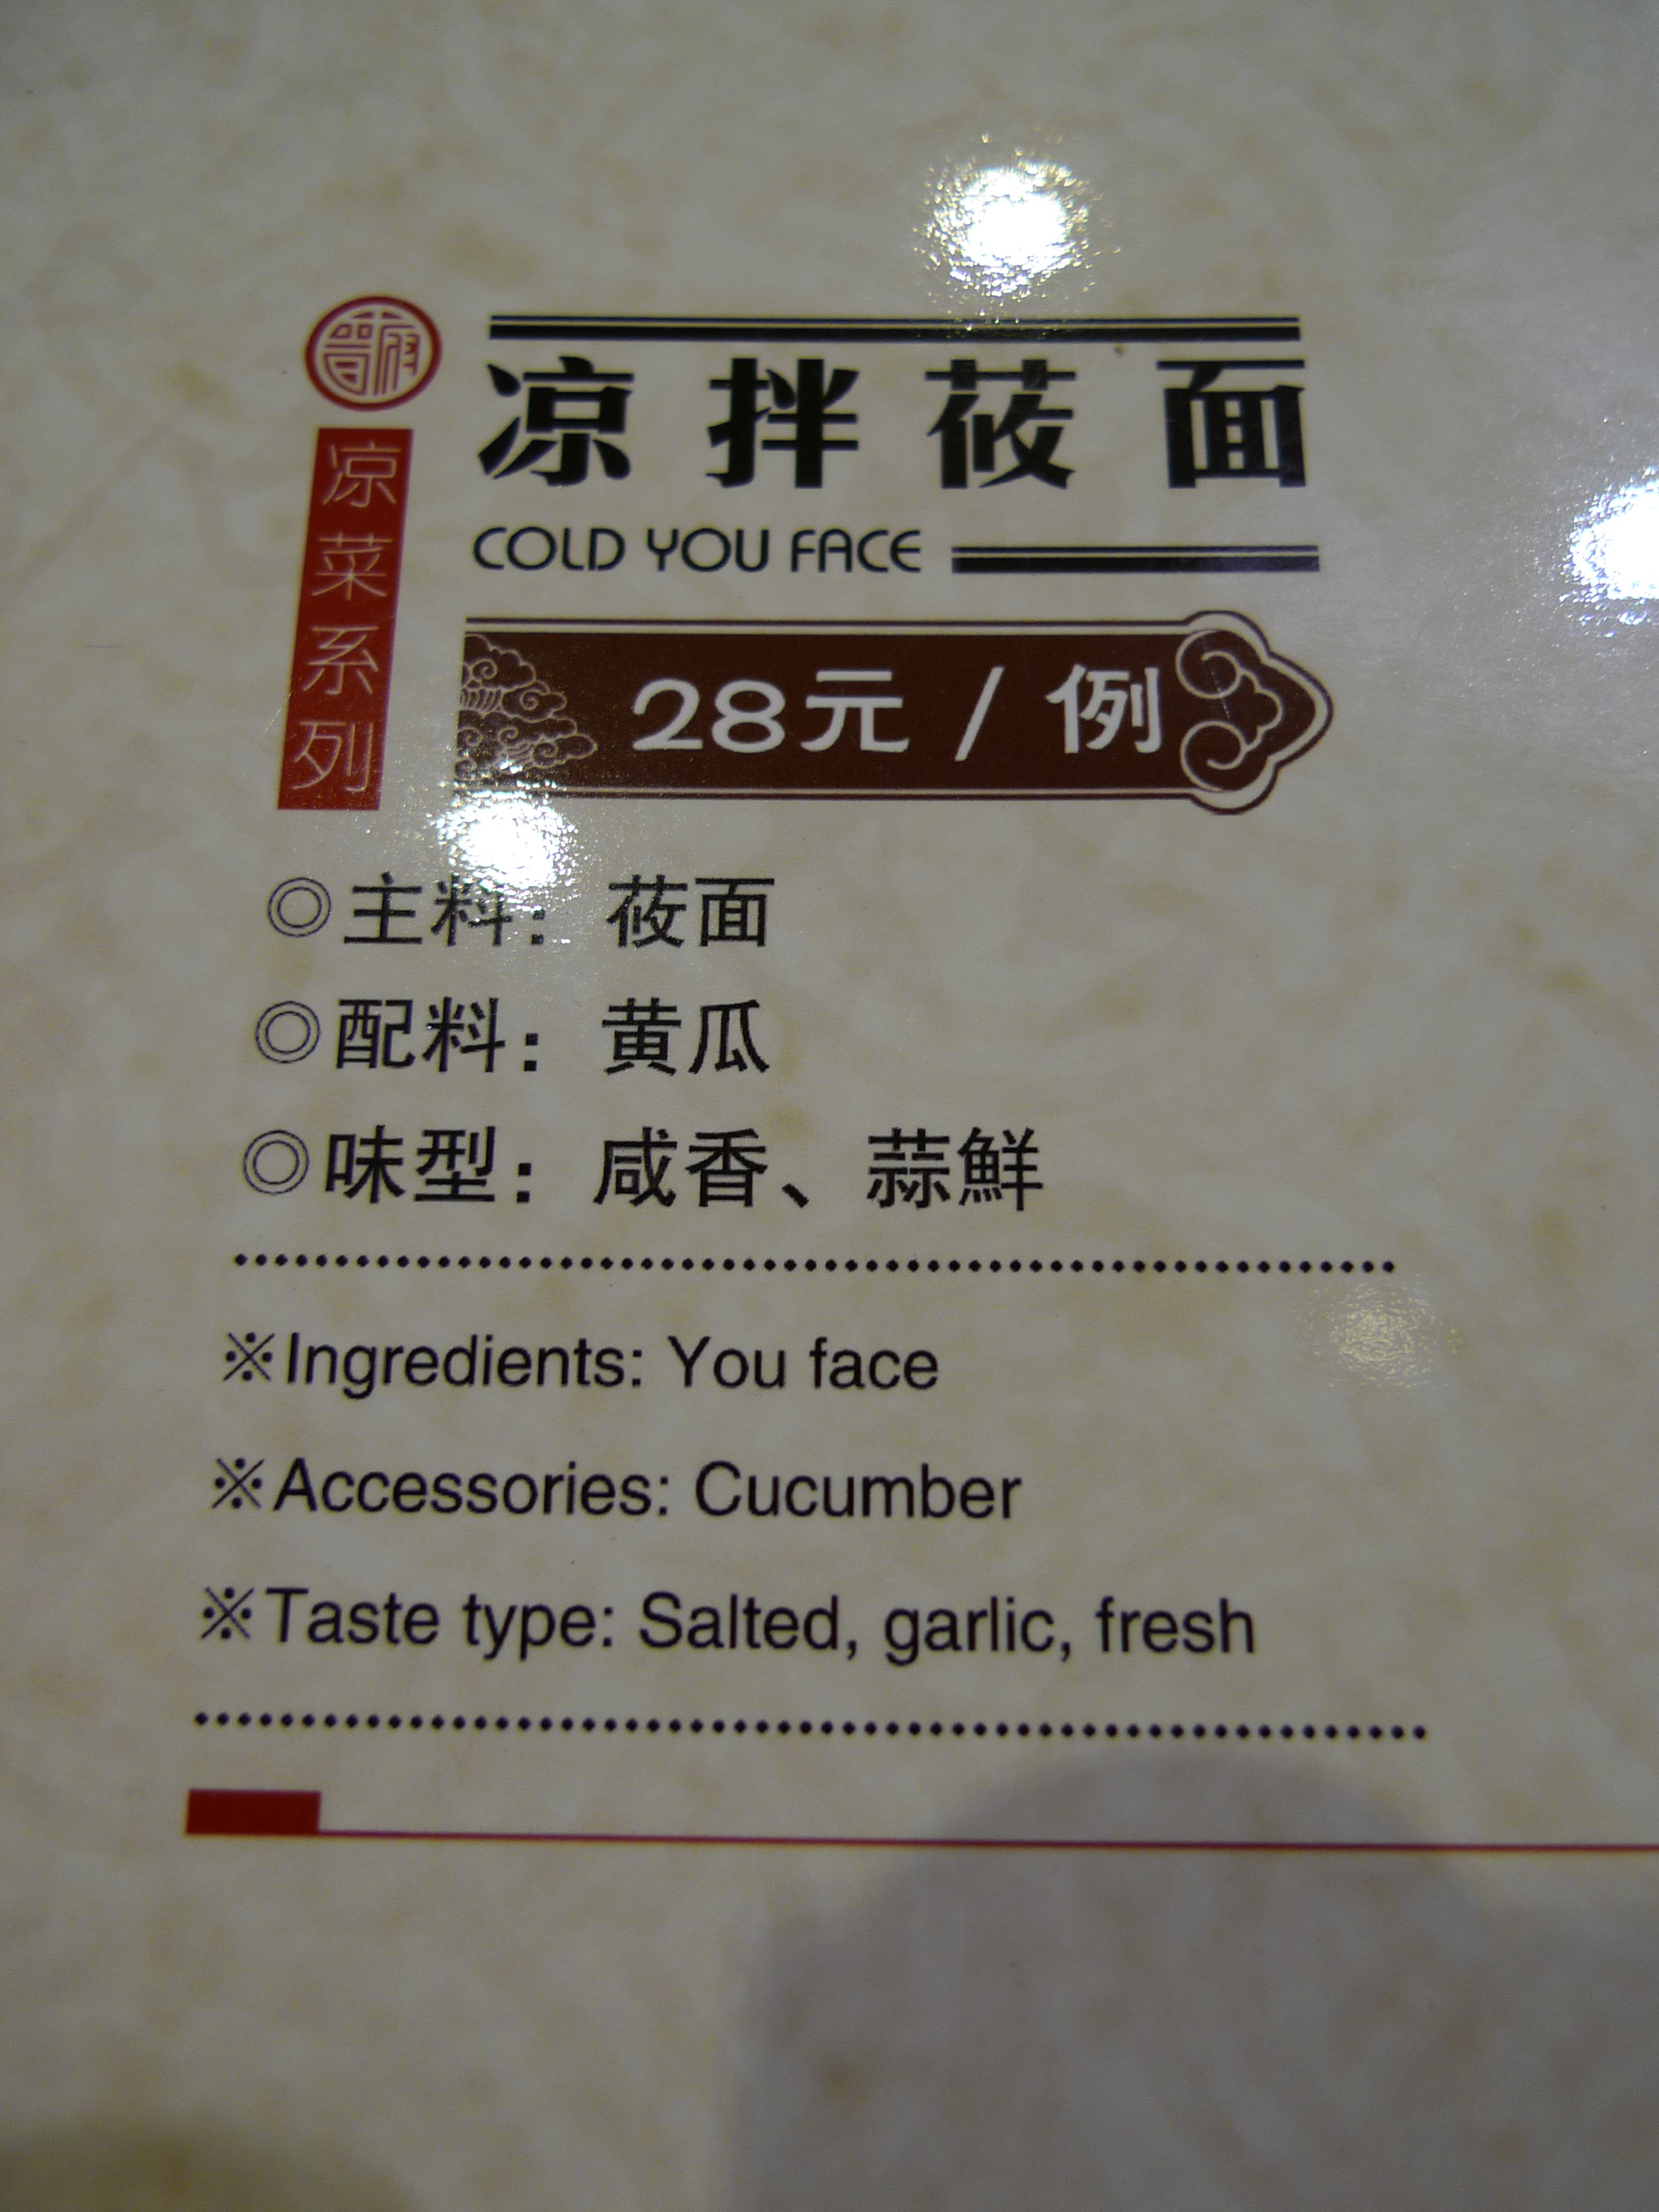 晋府
凉拌莜面
COLD YOU FACE
凉菜系列
28元 / 例
◎主料：莜面
◎配料：黄瓜
◎味型：咸香、蒜鲜
※Ingredients: You face
※Accessories: Cucumber
※Taste type: Salted, garlic, fresh